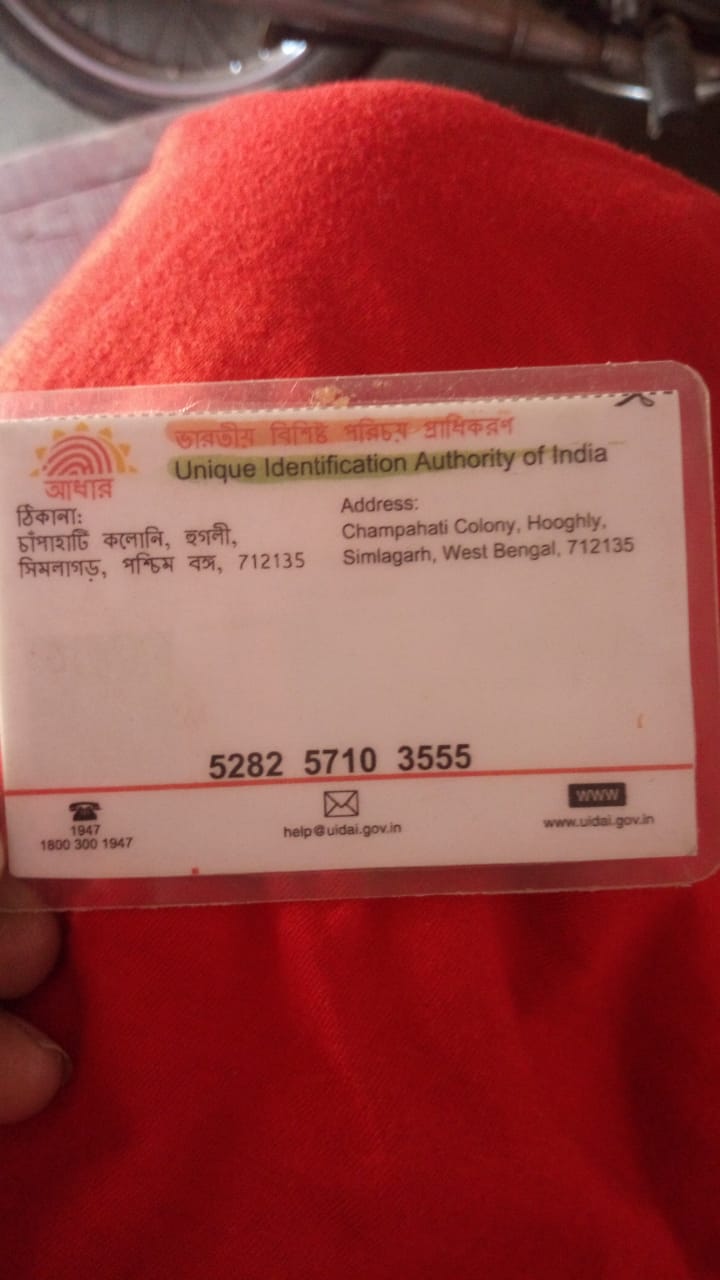 ভারতীয় বিশিষ্ট পরিচয় প্রাধিকরণ
Unique Identification Authority of India
আধার
ঠিকানা:
চাঁপাহাটি কলোনি, হুগলী,
সিমলাগড়, পশ্চিম বঙ্গ, 712135
Address:
Champahati Colony, Hooghly,
Simlagarh, West Bengal, 712135
5282 5710 3555
1947
1800 300 1947
help@uidai.gov.in
www
www.uidai.gov.in